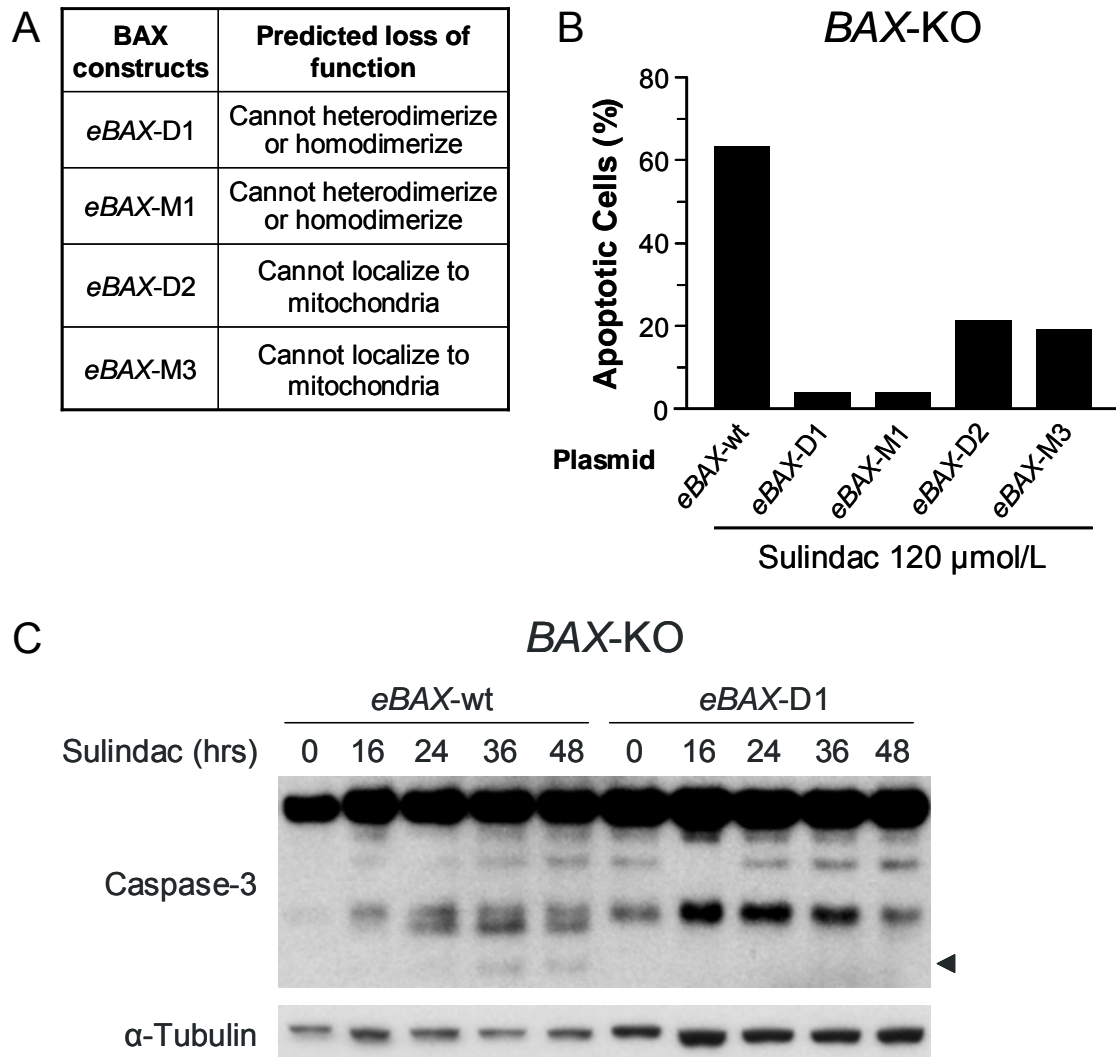 A
BAX constructs
Predicted loss of function
eBAX-D1
Cannot heterodimerize or homodimerize
eBAX-M1
Cannot heterodimerize or homodimerize
eBAX-D2
Cannot localize to mitochondria
eBAX-M3
Cannot localize to mitochondria
B
BAX-KO
Apoptotic Cells (%)
80
60
40
20
0
Plasmid
eBAX-wt
eBAX-D1
eBAX-M1
eBAX-D2
eBAX-M3
Sulindac 120 µmol/L
C
BAX-KO
eBAX-wt eBAX-D1
Sulindac (hrs) 0 16 24 36 48 0 16 24 36 48
Caspase-3
α-Tubulin